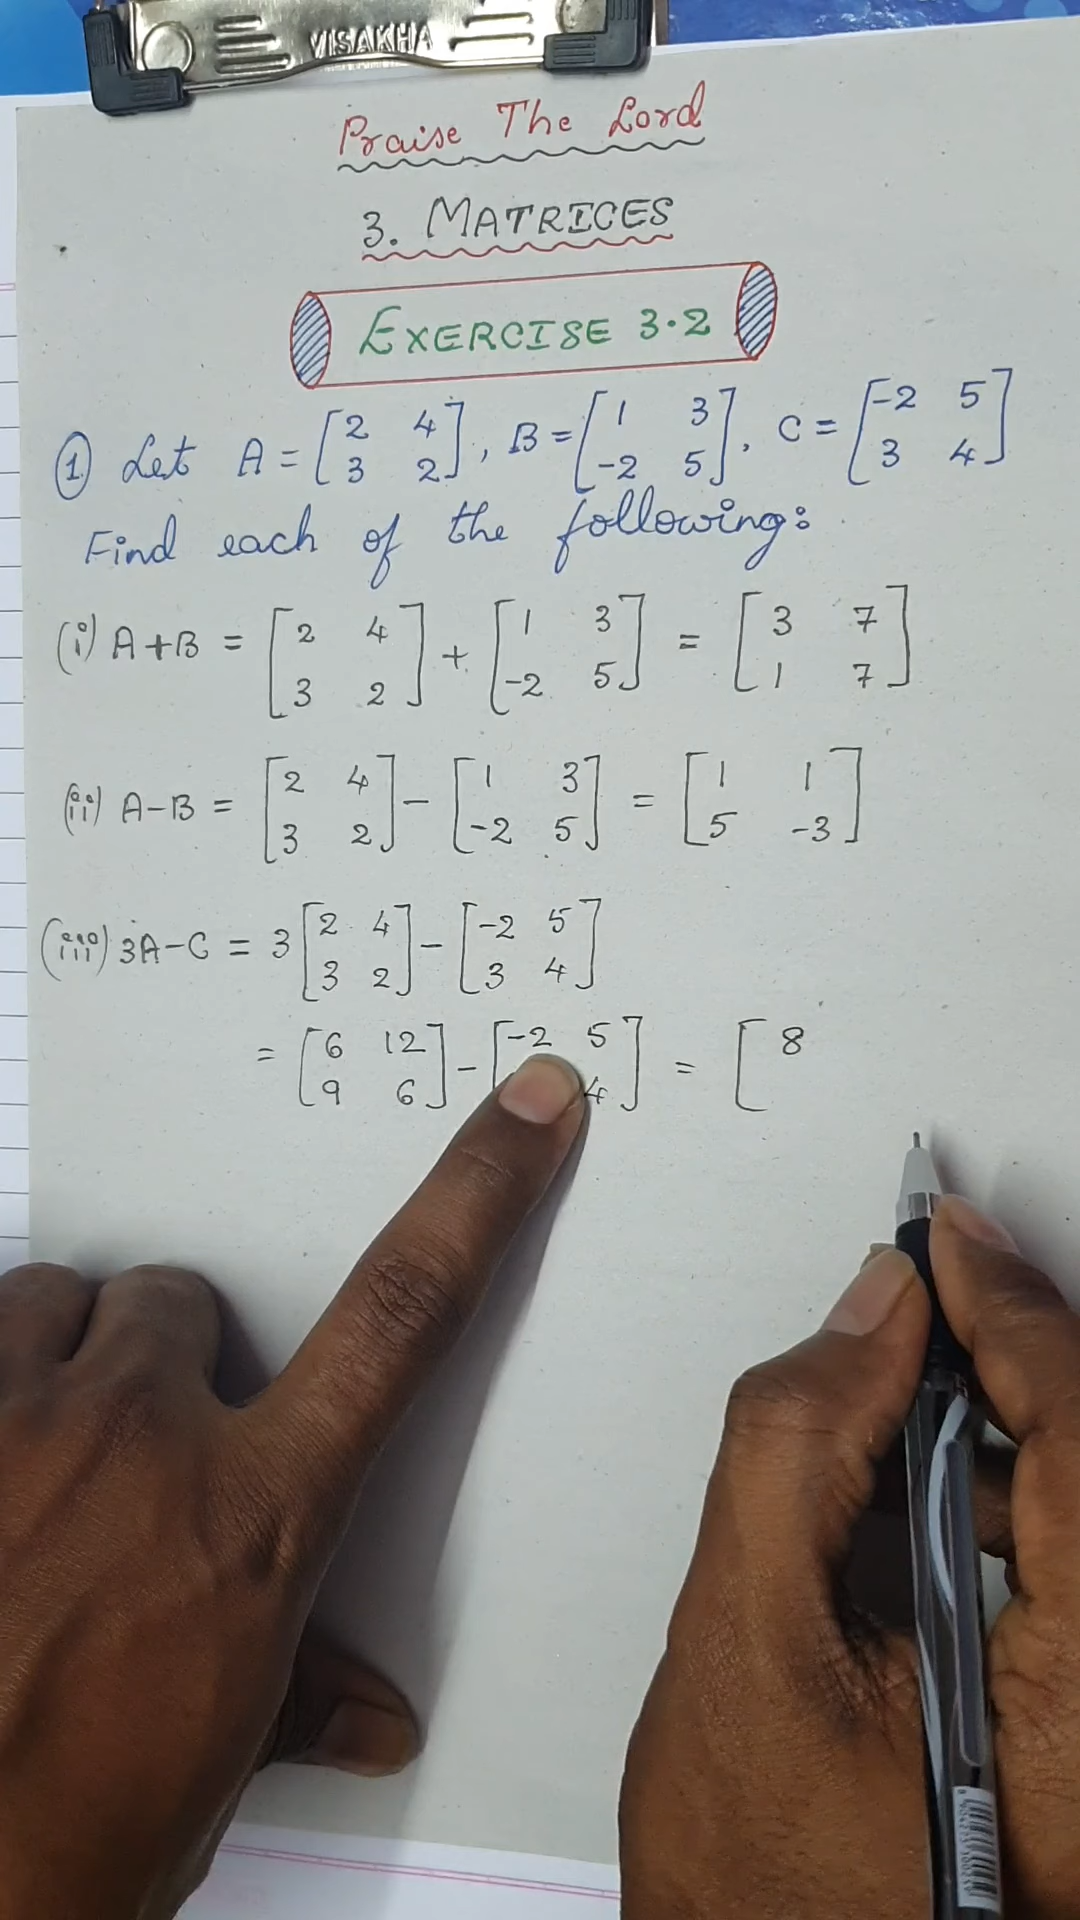 VISAKHA
Praise The Lord
3. MATRICES
EXERCISE 3.2
① Let A = [2 4; 3 2], B = [1 3; -2 5], C = [-2 5; 3 4]
Find each of the following:
(i) A+B = [2 4; 3 2] + [1 3; -2 5] = [3 7; 1 7]
(ii) A-B = [2 4; 3 2] - [1 3; -2 5] = [1 1; 5 -3]
(iii) 3A-C = 3[2 4; 3 2] - [-2 5; 3 4]
= [6 12; 9 6] - [-2 5; 4] = [8